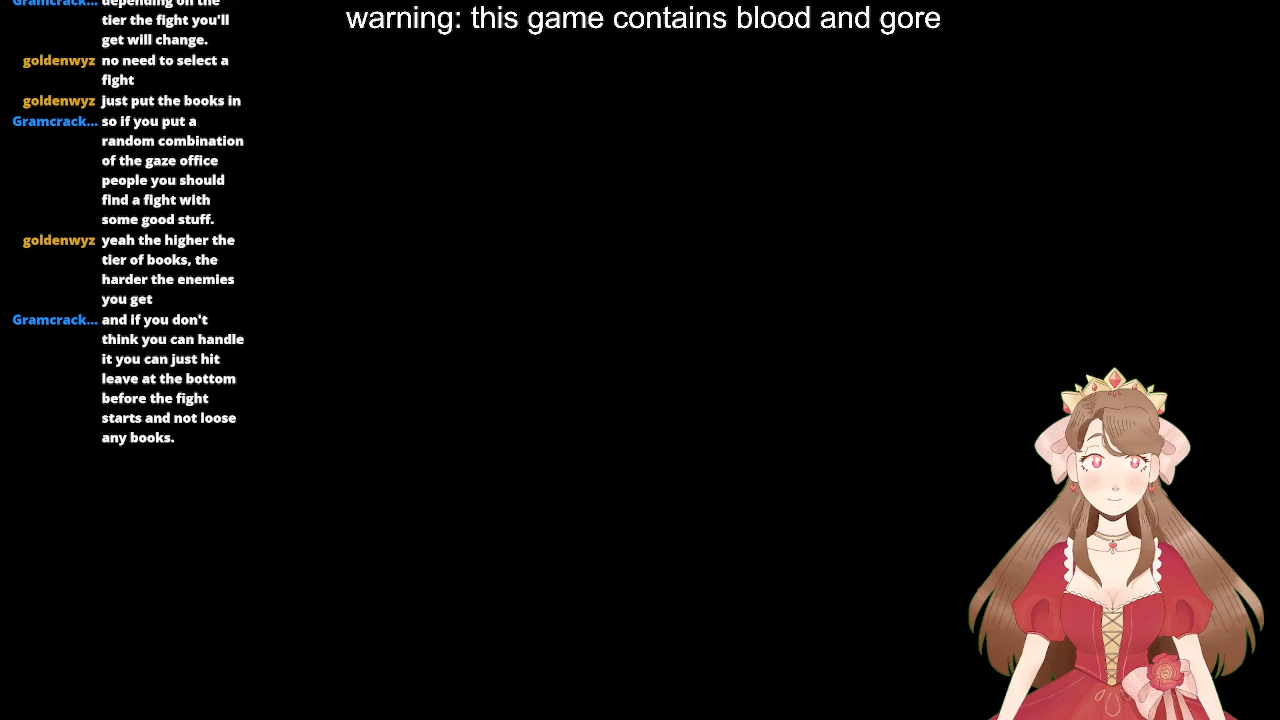 warning: this game contains blood and gore
Gramcrack... depending on the
tier the fight you'll
get will change.
goldenwyz no need to select a
fight
goldenwyz just put the books in
Gramcrack... so if you put a
random combination
of the gaze office
people you should
find a fight with
some good stuff.
goldenwyz yeah the higher the
tier of books, the
harder the enemies
you get
Gramcrack... and if you don't
think you can handle
it you can just hit
leave at the bottom
before the fight
starts and not loose
any books.